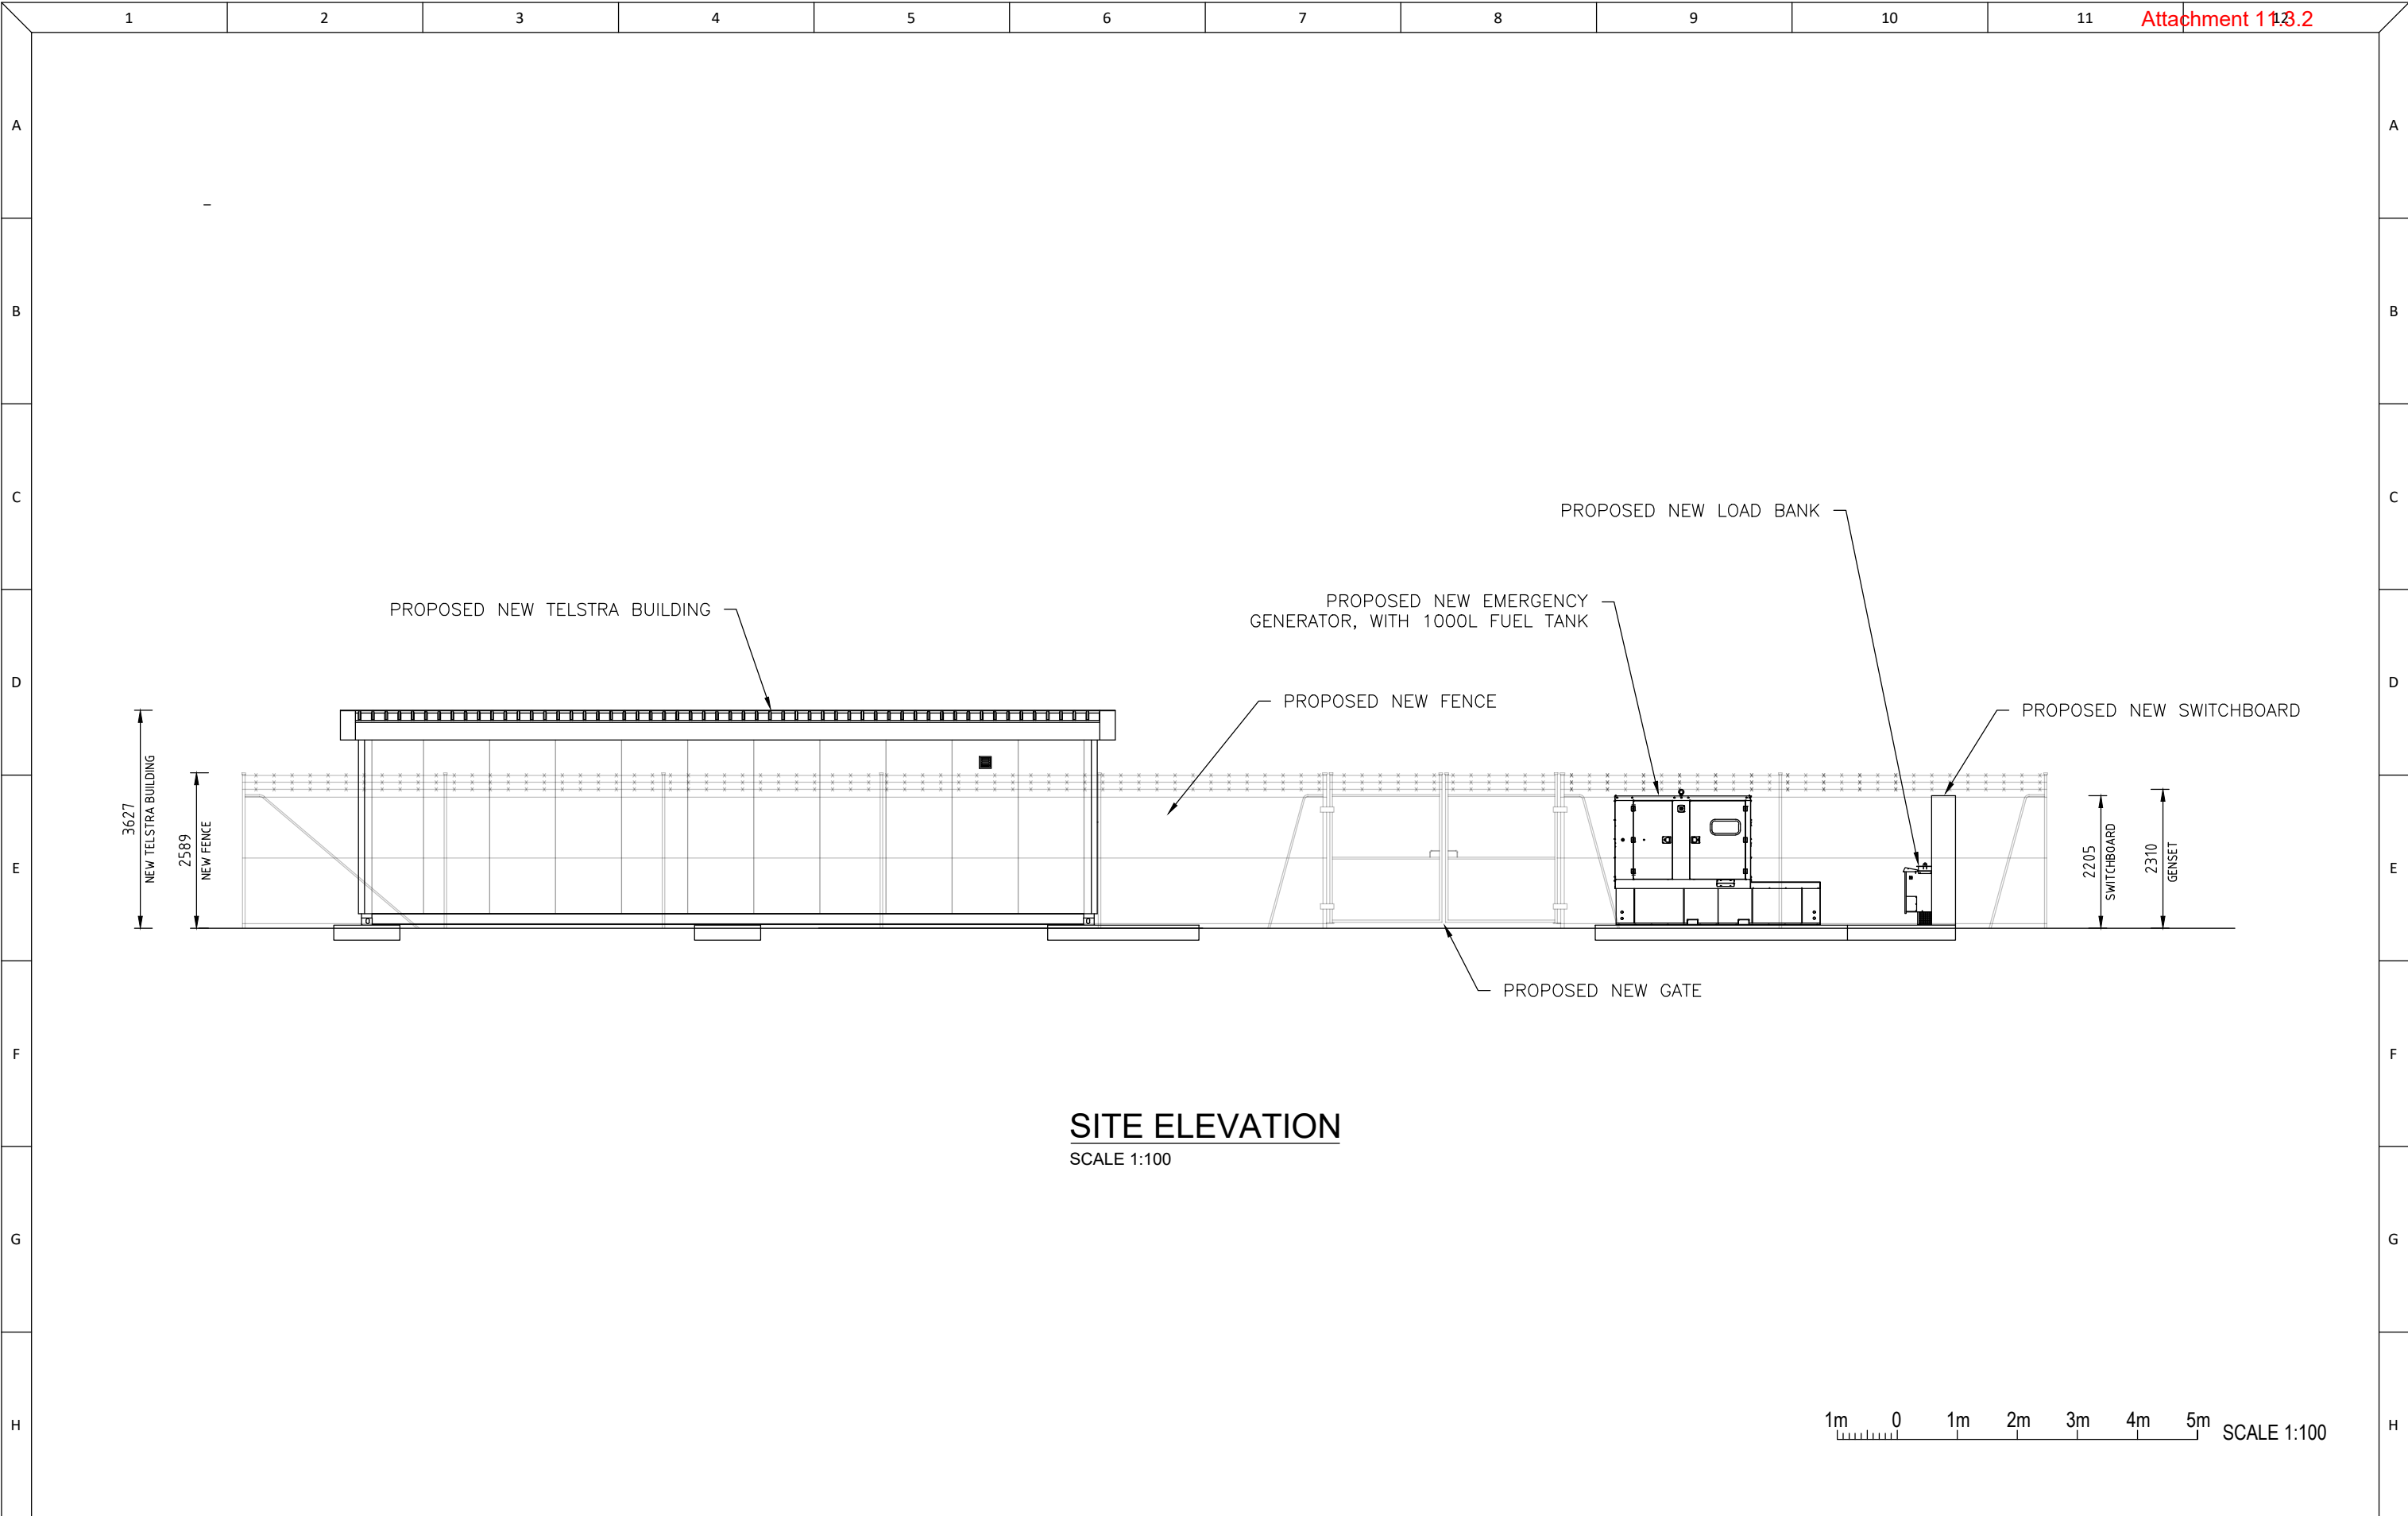 1 2 3 4 5 6 7 8 9 10 11 12
Attachment 11.3.2
A A
B B
C C
PROPOSED NEW LOAD BANK
D D
PROPOSED NEW TELSTRA BUILDING
PROPOSED NEW EMERGENCY
GENERATOR, WITH 1000L FUEL TANK
PROPOSED NEW FENCE
PROPOSED NEW SWITCHBOARD
3627
NEW TELSTRA BUILDING
2589
NEW FENCE
2205
SWITCHBOARD
2310
GENSET
E E
PROPOSED NEW GATE
F F
SITE ELEVATION
SCALE 1:100
G G
H H
1m 0 1m 2m 3m 4m 5m SCALE 1:100